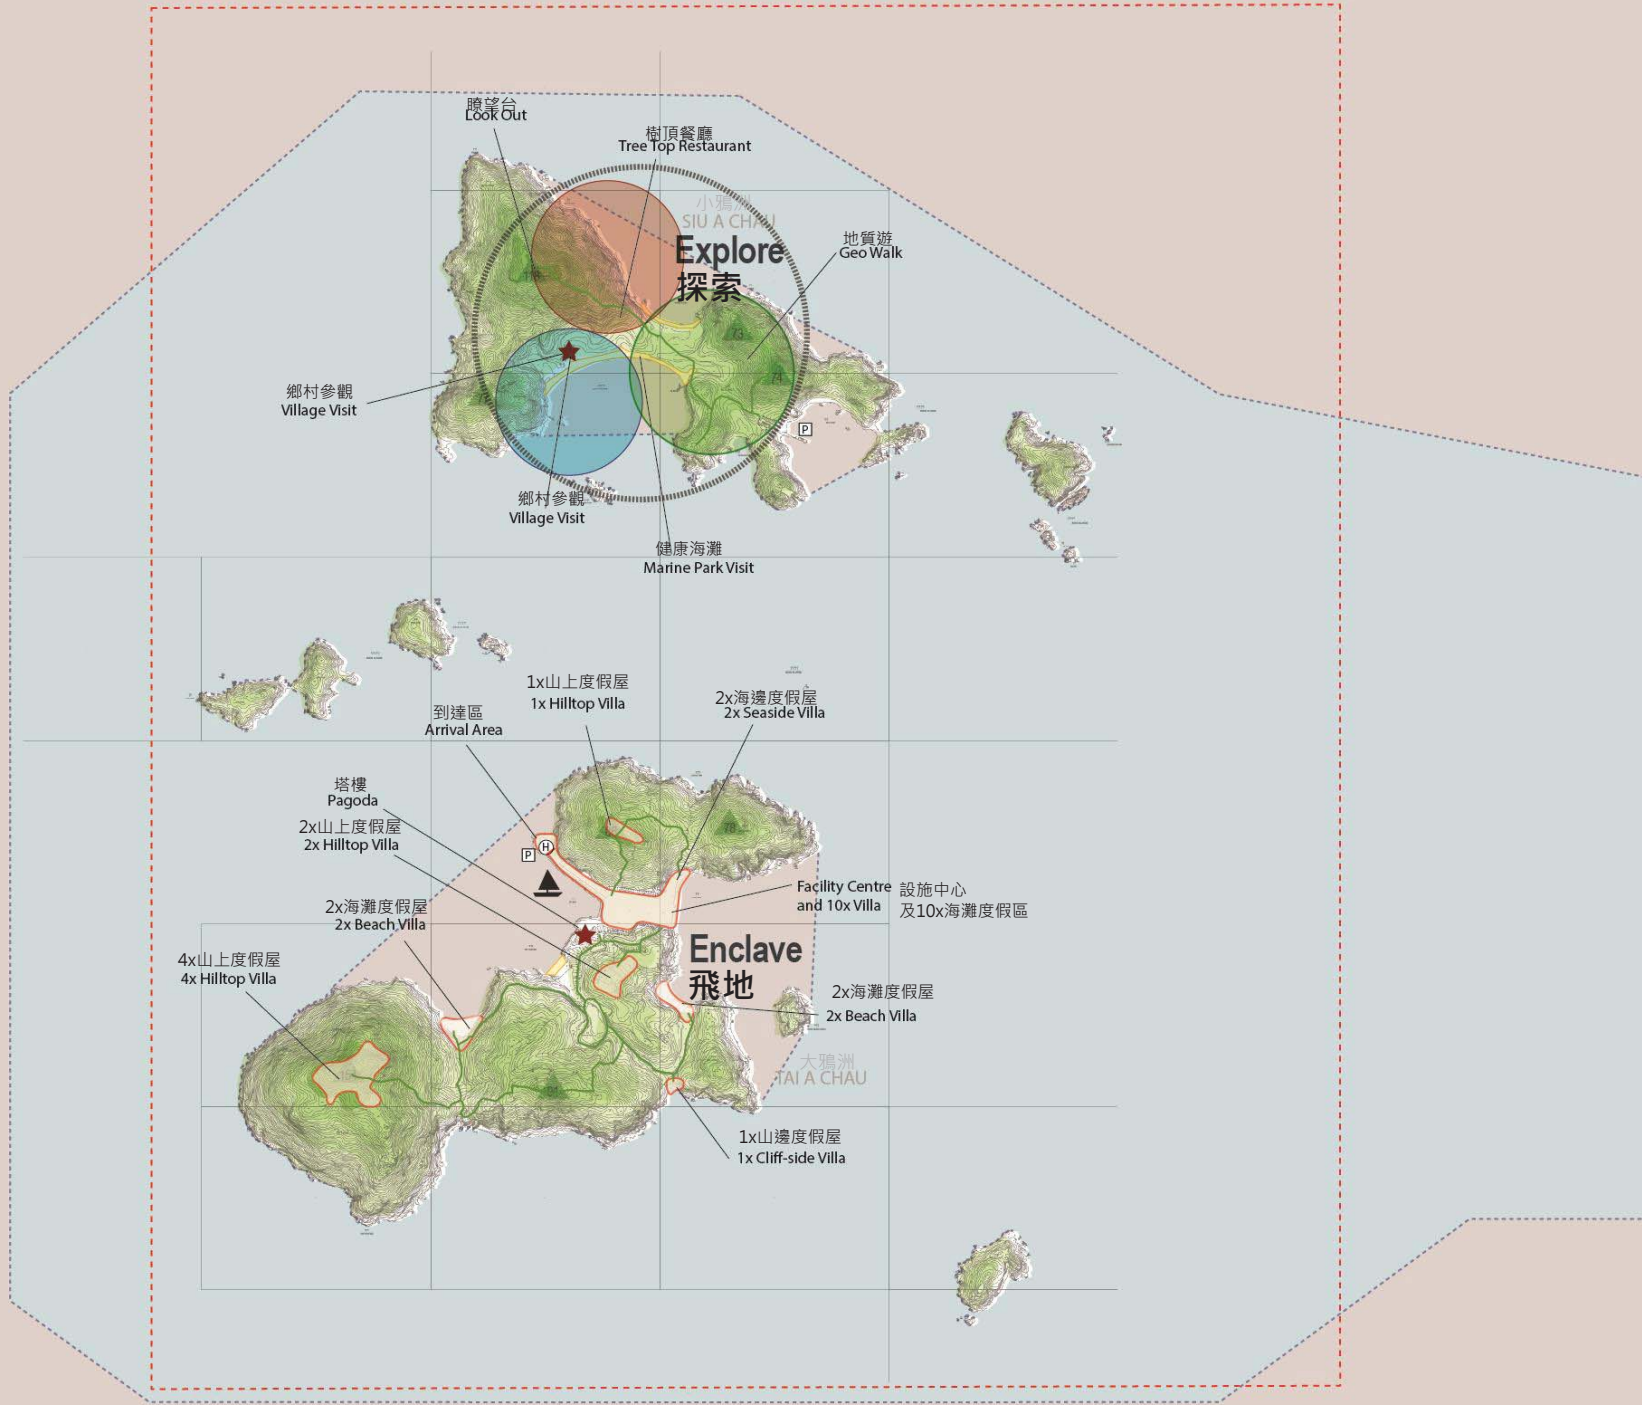 瞭望台
Look Out
樹頂餐廳
Tree Top Restaurant
小鴉洲
SIU A CHAU
Explore
探索
地質遊
Geo Walk
73
74
鄉村參觀
Village Visit
P
鄉村參觀
Village Visit
健康海灘
Marine Park Visit
1x山上度假屋
1x Hilltop Villa
2x海邊度假屋
2x Seaside Villa
到達區
Arrival Area
塔樓
Pagoda
2x山上度假屋
2x Hilltop Villa
78
H
P
Facility Centre
and 10x Villa
設施中心
及10x海灘度假區
2x海灘度假屋
2x Beach Villa
Enclave
飛地
4x山上度假屋
4x Hilltop Villa
2x海灘度假屋
2x Beach Villa
大鴉洲
TAI A CHAU
1x山邊度假屋
1x Cliff-side Villa